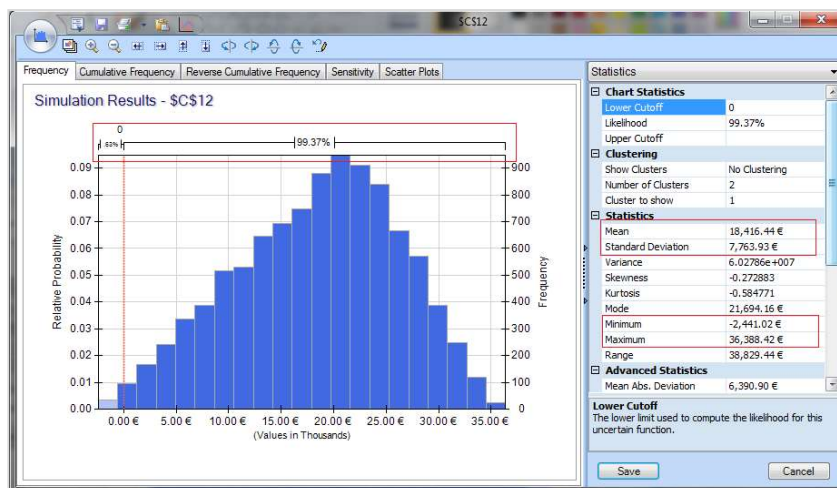 $C$12
Frequency Cumulative Frequency Reverse Cumulative Frequency Sensitivity Scatter Plots
Simulation Results - $C$12
0
.63% 99.37%
Relative Probability
0.09
0.08
0.07
0.06
0.05
0.04
0.03
0.02
0.01
0.00
900
800
700
600
500
400
300
200
100
0
Frequency
0.00 € 5.00 € 10.00 € 15.00 € 20.00 € 25.00 € 30.00 € 35.00 €
(Values in Thousands)
Statistics
Chart Statistics
Lower Cutoff 0
Likelihood 99.37%
Upper Cutoff
Clustering
Show Clusters No Clustering
Number of Clusters 2
Cluster to show 1
Statistics
Mean 18,416.44 €
Standard Deviation 7,763.93 €
Variance 6.02786e+007
Skewness -0.272883
Kurtosis -0.584771
Mode 21,694.16 €
Minimum -2,441.02 €
Maximum 36,388.42 €
Range 38,829.44 €
Advanced Statistics
Mean Abs. Deviation 6,390.90 €
Lower Cutoff
The lower limit used to compute the likelihood for this
uncertain function.
Save Cancel